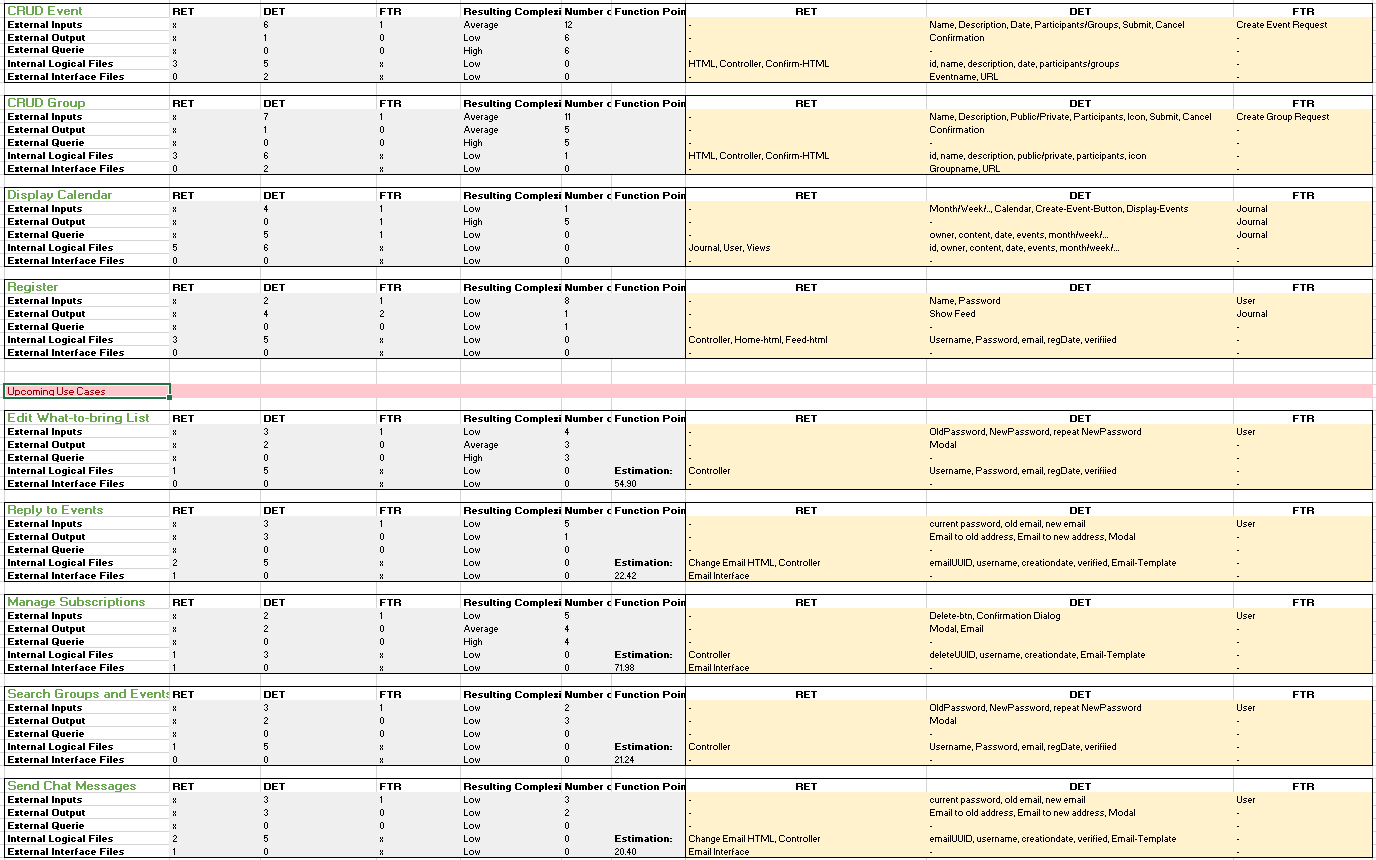 CRUD Event RET DET FTR Resulting Complexi Number c Function Poin RET DET FTR
External Inputs x 6 1 Average 12 - Name, Description, Date, Participants/Groups, Submit, Cancel Create Event Request
External Output x 1 0 Low 6 - Confirmation -
External Querie x 0 0 High 6 - - -
Internal Logical Files 3 5 x Low 0 HTML, Controller, Confirm-HTML id, name, description, date, participants/groups -
External Interface Files 0 2 x Low 0 - Eventname, URL -
CRUD Group RET DET FTR Resulting Complexi Number c Function Poin RET DET FTR
External Inputs x 7 1 Average 11 - Name, Description, Public/Private, Participants, Icon, Submit, Cancel Create Group Request
External Output x 1 0 Average 5 - Confirmation -
External Querie x 0 0 High 5 - - -
Internal Logical Files 3 6 x Low 1 HTML, Controller, Confirm-HTML id, name, description, public/private, participants, icon -
External Interface Files 0 2 x Low 0 - Groupname, URL -
Display Calendar RET DET FTR Resulting Complexi Number c Function Poin RET DET FTR
External Inputs x 4 1 Low 1 - Month/Week/.., Calendar, Create-Event-Button, Display-Events Journal
External Output x 0 1 High 5 - - Journal
External Querie x 5 1 Low 0 - owner, content, date, events, month/week/... Journal
Internal Logical Files 5 6 x Low 0 Journal, User, Views id, owner, content, date, events, month/week/... -
External Interface Files 0 0 x Low 0 - - -
Register RET DET FTR Resulting Complexi Number c Function Poin RET DET FTR
External Inputs x 2 1 Low 8 - Name, Password User
External Output x 4 2 Low 1 - Show Feed Journal
External Querie x 0 0 Low 1 - - -
Internal Logical Files 3 5 x Low 0 Controller, Home-html, Feed-html Username, Password, email, regDate, verifiied -
External Interface Files 0 0 x Low 0 - - -
Upcoming Use Cases
Edit What-to-bring List RET DET FTR Resulting Complexi Number c Function Poin RET DET FTR
External Inputs x 3 1 Low 4 - OldPassword, NewPassword, repeat NewPassword User
External Output x 2 0 Average 3 - Modal -
External Querie x 0 0 High 3 - - -
Internal Logical Files 1 5 x Low 0 Estimation: Controller Username, Password, email, regDate, verifiied -
External Interface Files 0 0 x Low 0 54.90 - - -
Reply to Events RET DET FTR Resulting Complexi Number c Function Poin RET DET FTR
External Inputs x 3 1 Low 5 - current password, old email, new email User
External Output x 3 0 Low 1 - Email to old address, Email to new address, Modal -
External Querie x 0 0 Low 0 - - -
Internal Logical Files 2 5 x Low 0 Estimation: Change Email HTML, Controller emailUUID, username, creationdate, verified, Email-Template -
External Interface Files 1 0 x Low 0 22.42 Email Interface - -
Manage Subscriptions RET DET FTR Resulting Complexi Number c Function Poin RET DET FTR
External Inputs x 2 1 Low 5 - Delete-btn, Confirmation Dialog User
External Output x 2 0 Average 4 - Modal, Email -
External Querie x 0 0 High 4 - - -
Internal Logical Files 1 3 x Low 0 Estimation: Controller deleteUUID, username, creationdate, Email-Template -
External Interface Files 1 0 x Low 0 71.98 Email Interface - -
Search Groups and Events RET DET FTR Resulting Complexi Number c Function Poin RET DET FTR
External Inputs x 3 1 Low 2 - OldPassword, NewPassword, repeat NewPassword User
External Output x 2 0 Low 3 - Modal -
External Querie x 0 0 Low 0 - - -
Internal Logical Files 1 5 x Low 0 Estimation: Controller Username, Password, email, regDate, verifiied -
External Interface Files 0 0 x Low 0 21.24 - - -
Send Chat Messages RET DET FTR Resulting Complexi Number c Function Poin RET DET FTR
External Inputs x 3 1 Low 3 - current password, old email, new email User
External Output x 3 0 Low 2 - Email to old address, Email to new address, Modal -
External Querie x 0 0 Low 0 - - -
Internal Logical Files 2 5 x Low 0 Estimation: Change Email HTML, Controller emailUUID, username, creationdate, verified, Email-Template -
External Interface Files 1 0 x Low 0 20.40 Email Interface - -